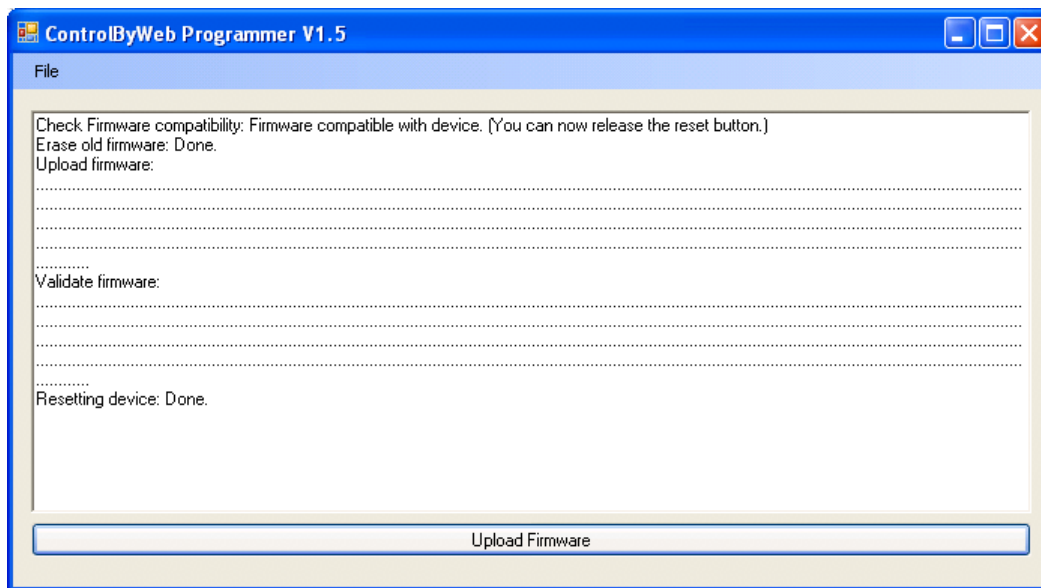 ControlByWeb Programmer V1.5
File
Check Firmware compatibility: Firmware compatible with device. (You can now release the reset button.)
Erase old firmware: Done.
Upload firmware:
....................................................................................................................................................................................
....................................................................................................................................................................................
....................................................................................................................................................................................
....................................................................................................................................................................................
............
Validate firmware:
....................................................................................................................................................................................
....................................................................................................................................................................................
....................................................................................................................................................................................
....................................................................................................................................................................................
............
Resetting device: Done.
Upload Firmware